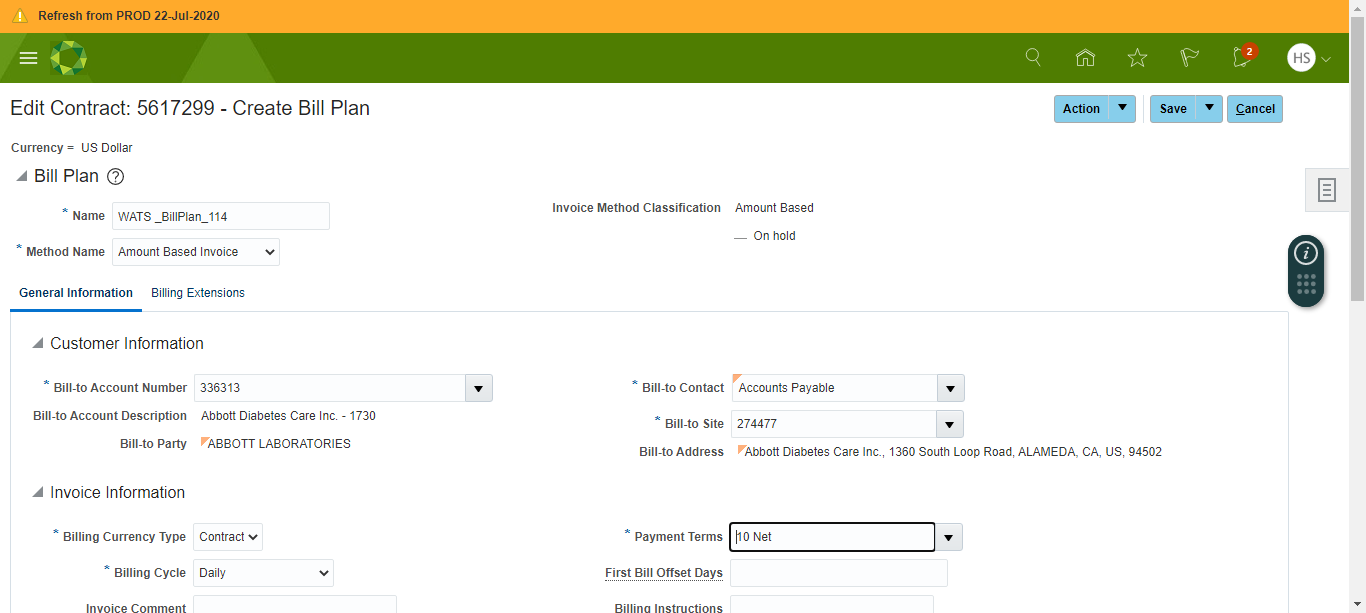 Refresh from PROD 22-Jul-2020
2
HS
Edit Contract: 5617299 - Create Bill Plan
Action
Save
Cancel
Currency = US Dollar
Bill Plan ?
* Name WATS _BillPlan_114
Invoice Method Classification Amount Based
On hold
* Method Name Amount Based Invoice
General Information Billing Extensions
Customer Information
* Bill-to Account Number 336313
* Bill-to Contact Accounts Payable
Bill-to Account Description Abbott Diabetes Care Inc. - 1730
* Bill-to Site 274477
Bill-to Party ABBOTT LABORATORIES
Bill-to Address Abbott Diabetes Care Inc., 1360 South Loop Road, ALAMEDA, CA, US, 94502
Invoice Information
* Billing Currency Type Contract
* Payment Terms 10 Net
* Billing Cycle Daily
First Bill Offset Days
Invoice Comment
Billing Instructions